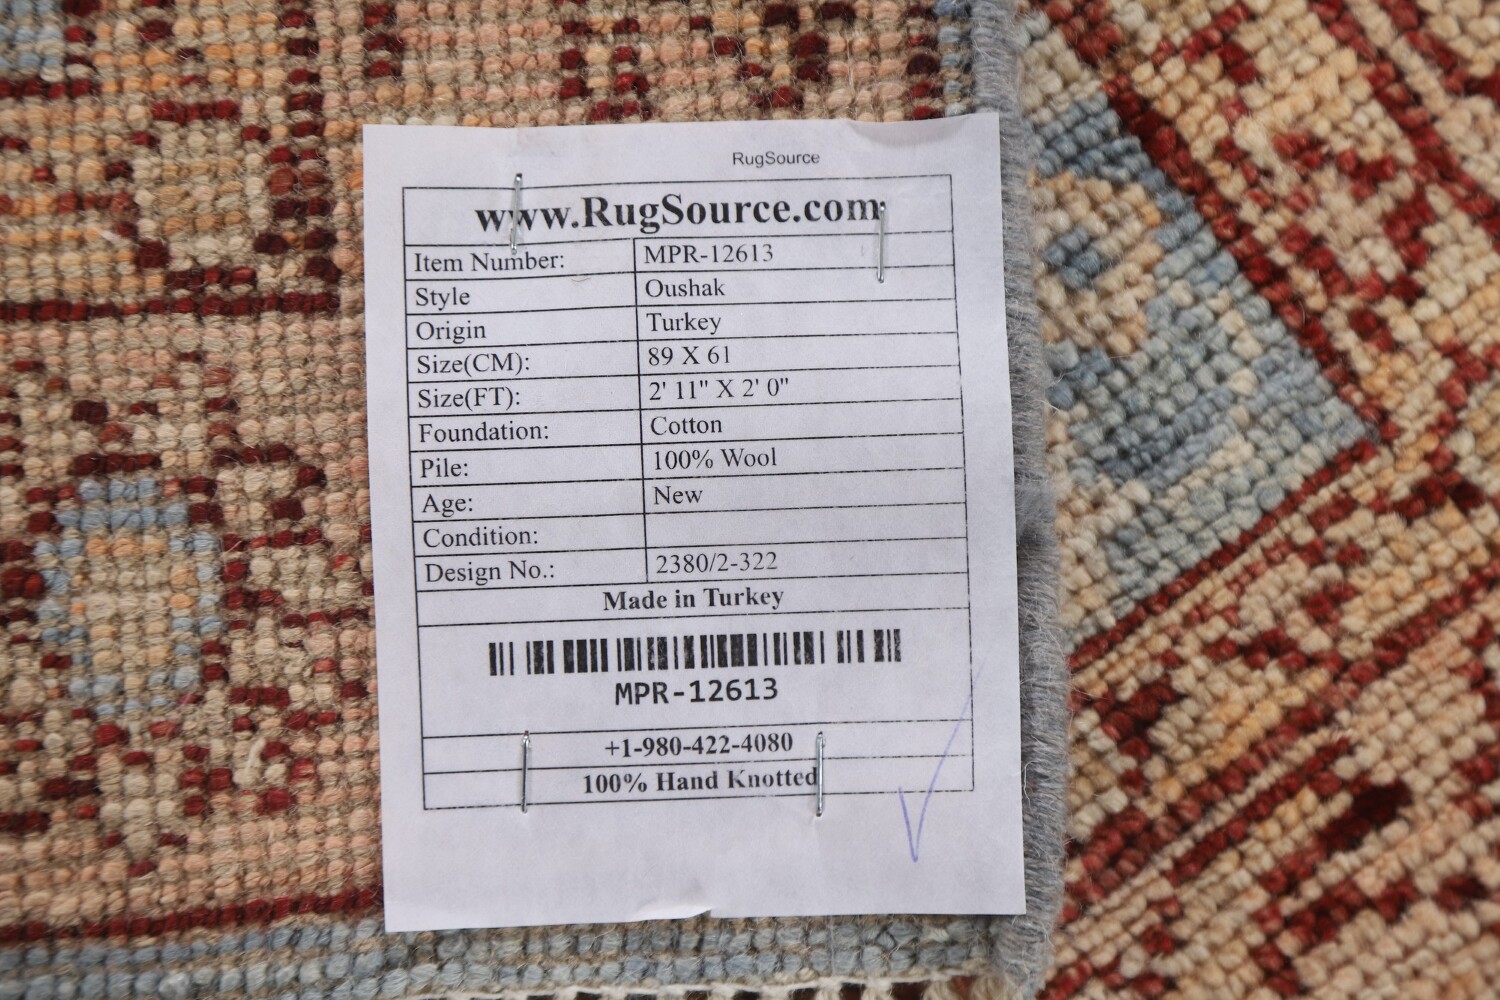 RugSource
www.RugSource.com
Item Number: MPR-12613
Style Oushak
Origin Turkey
Size(CM): 89 X 61
Size(FT): 2' 11" X 2' 0"
Foundation: Cotton
Pile: 100% Wool
Age: New
Condition:
Design No.: 2380/2-322
Made in Turkey
MPR-12613
+1-980-422-4080
100% Hand Knotted